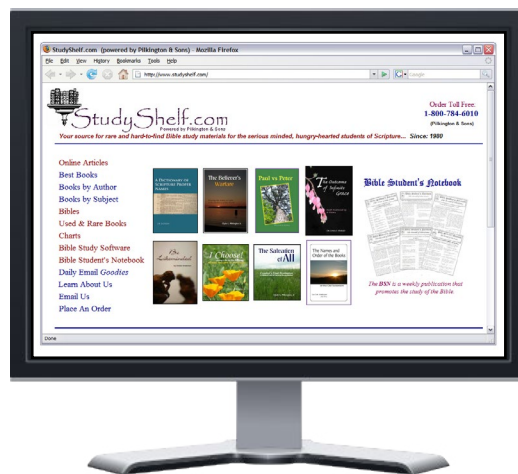 StudyShelf.com (powered by Pilkington & Sons) - Mozilla Firefox
File Edit View History Bookmarks Tools Help
http://www.studyshelf.com/
Google
Order Toll Free:
1-800-784-6010
(Pilkington & Sons)
StudyShelf.com
Powered by Pilkington & Sons
Your source for rare and hard-to-find Bible study materials for the serious minded, hungry-hearted students of Scripture... Since: 1980
Online Articles
Best Books
Books by Author
Books by Subject
Bibles
Used & Rare Books
Charts
Bible Study Software
Bible Student's Notebook
Daily Email Goodies
Learn About Us
Email Us
Place An Order
A Dictionary of
Scripture Proper
Names
The Believer's
Warfare
Paul vs Peter
The Outcome
of Infinite
Grace
I Choose!
The Salvation
of All
The Names and
Order of the Books
Bible Student's Notebook
The BSN is a weekly publication that
promotes the study of the Bible.
Done